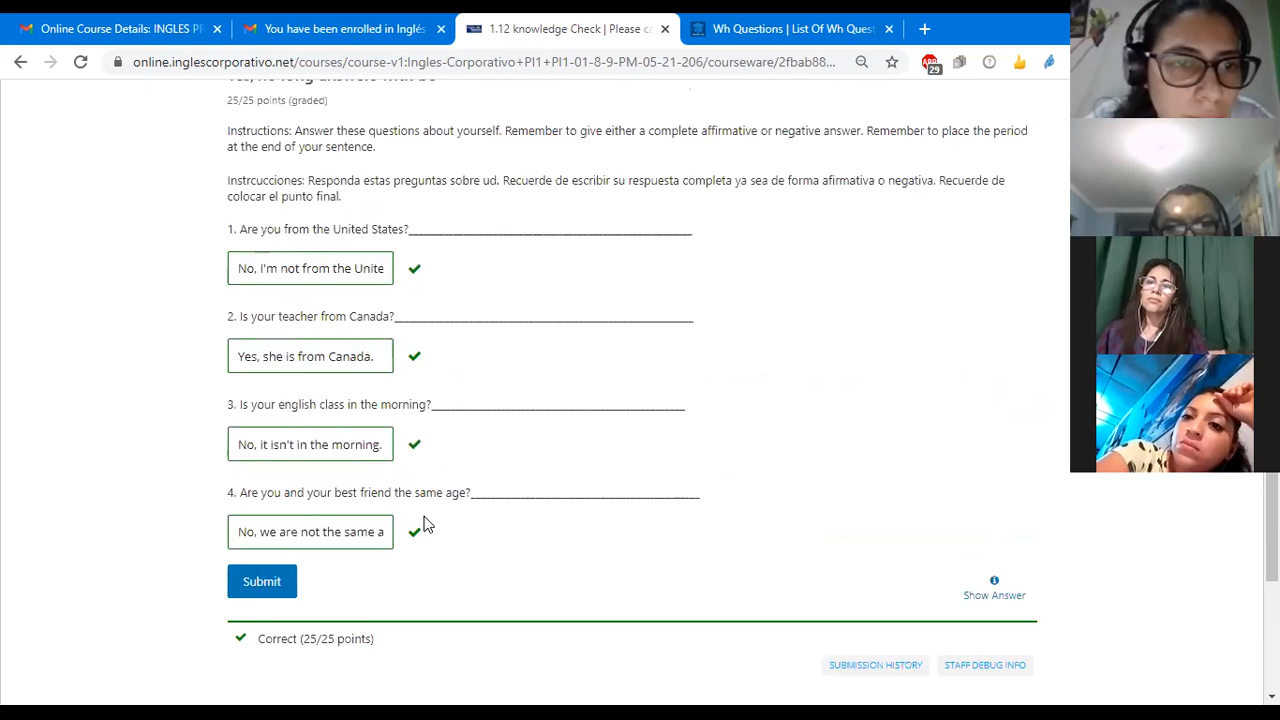 Online Course Details: INGLES PR
You have been enrolled in Inglés
1.12 knowledge Check | Please ca
Wh Questions | List Of Wh Quest
online.inglescorporativo.net/courses/course-v1:Ingles-Corporativo+PI1+PI1-01-8-9-PM-05-21-206/courseware/2fbab88...
29
25/25 points (graded)
Instructions: Answer these questions about yourself. Remember to give either a complete affirmative or negative answer. Remember to place the period
at the end of your sentence.
Instrucciones: Responda estas preguntas sobre ud. Recuerde de escribir su respuesta completa ya sea de forma afirmativa o negativa. Recuerde de
colocar el punto final.
1. Are you from the United States?
No, I'm not from the Unite
2. Is your teacher from Canada?
Yes, she is from Canada.
3. Is your english class in the morning?
No, it isn't in the morning.
4. Are you and your best friend the same age?
No, we are not the same a
Submit
Show Answer
Correct (25/25 points)
SUBMISSION HISTORY
STAFF DEBUG INFO